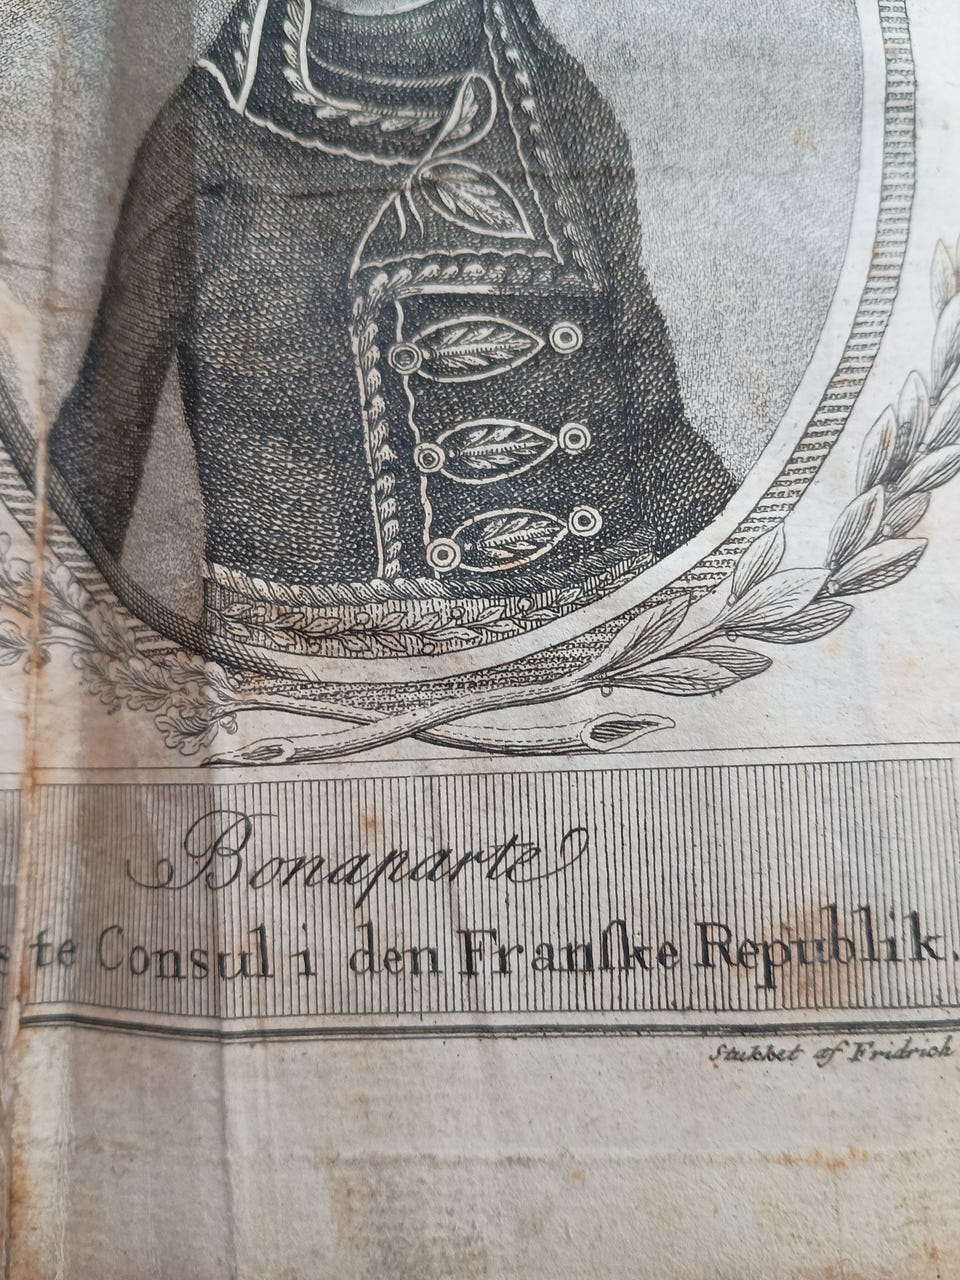 Bonaparte
ste Consul i den Franſke Republik.
Stukket af Fridrich